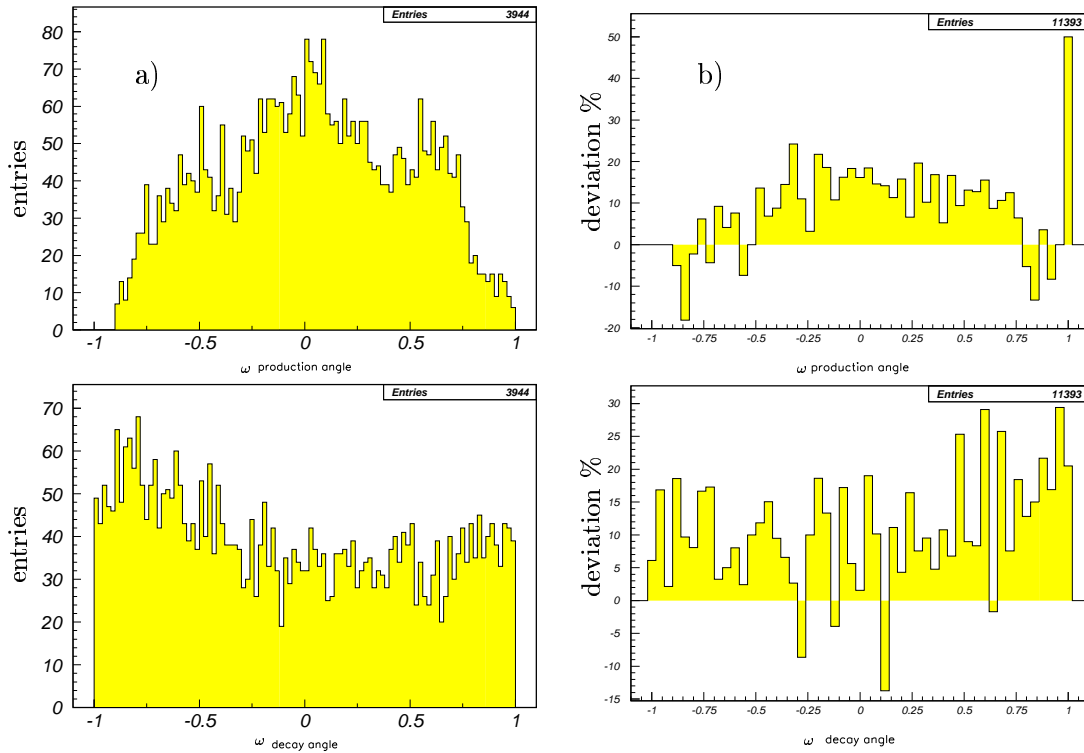 Entries 3944
a)
entries
80
70
60
50
40
30
20
10
0
-1 -0.5 0 0.5 1
ω production angle
Entries 11393
b)
deviation %
50
40
30
20
10
0
-10
-20
-1 -0.75 -0.5 -0.25 0 0.25 0.5 0.75 1
ω production angle
Entries 3944
entries
70
60
50
40
30
20
10
0
-1 -0.5 0 0.5 1
ω decay angle
Entries 11393
deviation %
30
25
20
15
10
5
0
-5
-10
-15
-1 -0.75 -0.5 -0.25 0 0.25 0.5 0.75 1
ω decay angle